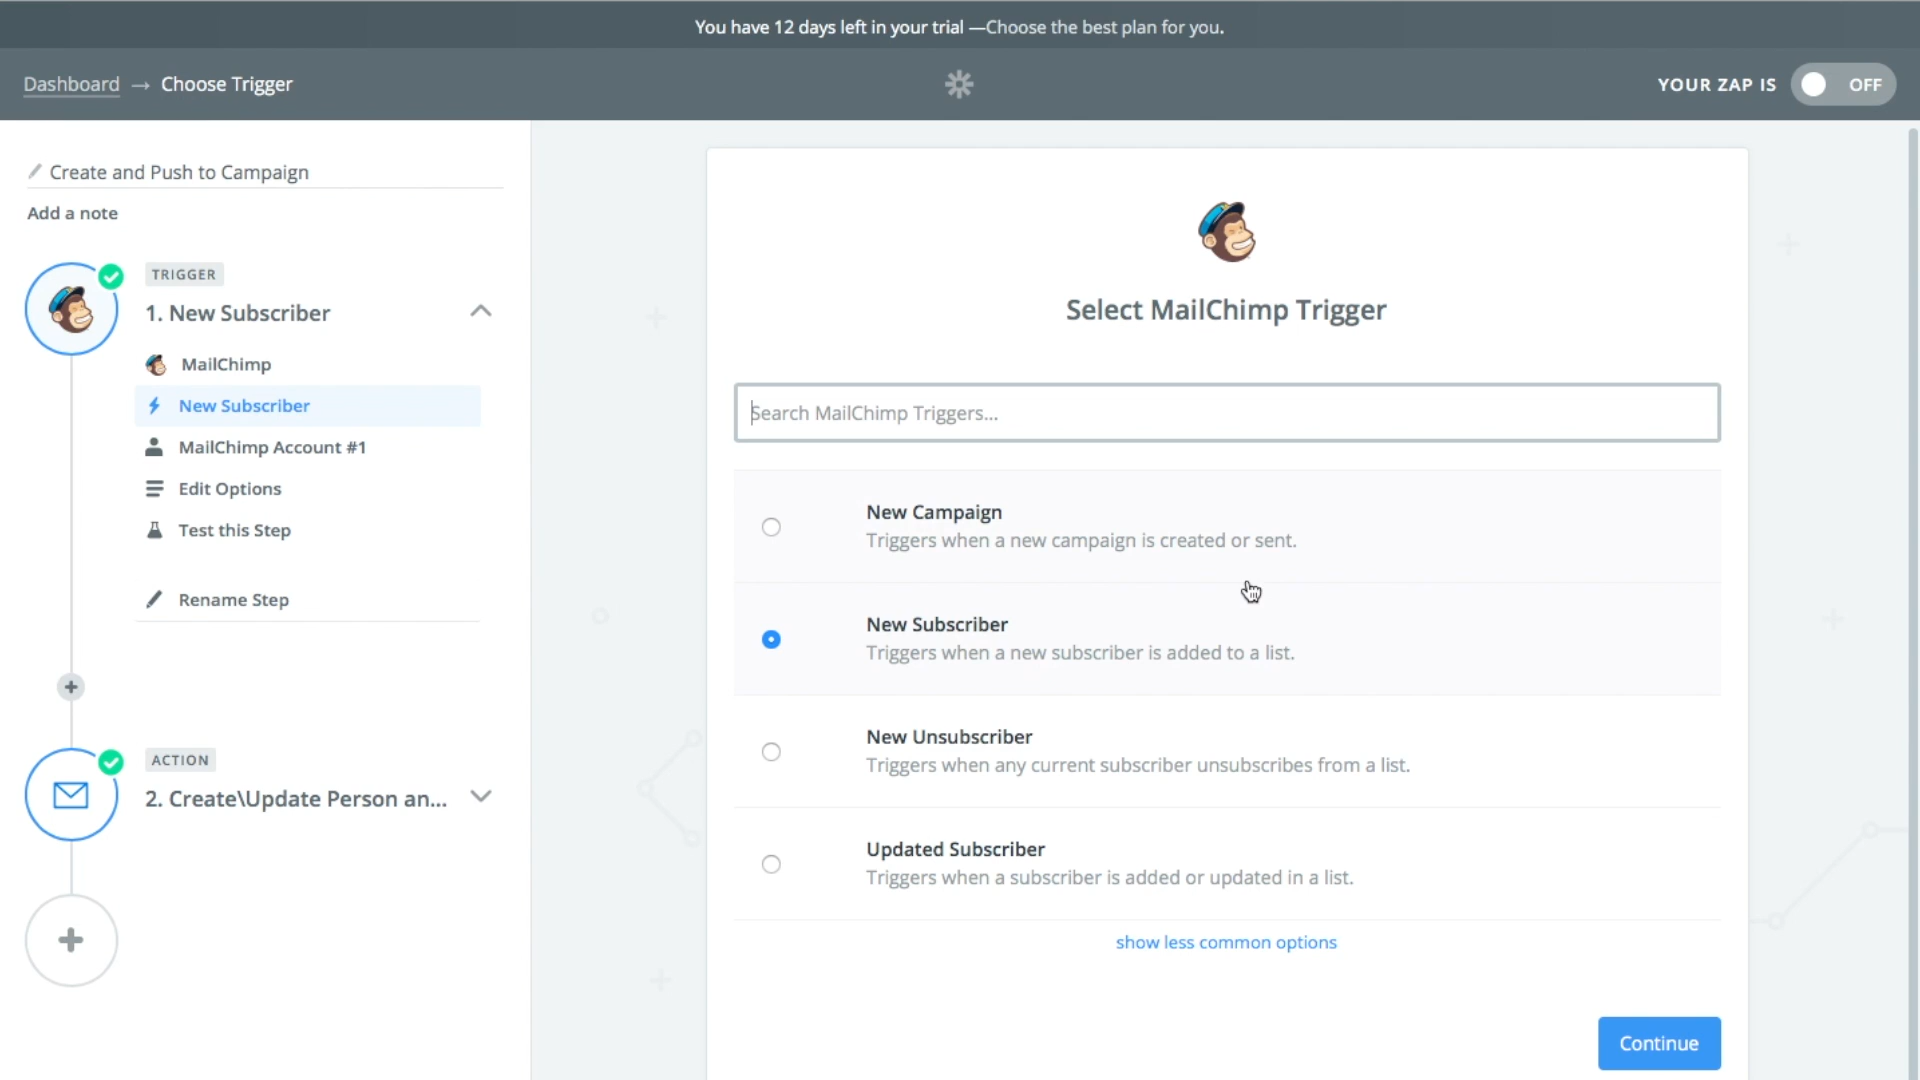 You have 12 days left in your trial —Choose the best plan for you.
Dashboard → Choose Trigger
YOUR ZAP IS OFF
Create and Push to Campaign
Add a note
TRIGGER
1. New Subscriber
MailChimp
New Subscriber
MailChimp Account #1
Edit Options
Test this Step
Rename Step
ACTION
2. Create\Update Person an...
Select MailChimp Trigger
Search MailChimp Triggers...
New Campaign
Triggers when a new campaign is created or sent.
New Subscriber
Triggers when a new subscriber is added to a list.
New Unsubscriber
Triggers when any current subscriber unsubscribes from a list.
Updated Subscriber
Triggers when a subscriber is added or updated in a list.
show less common options
Continue